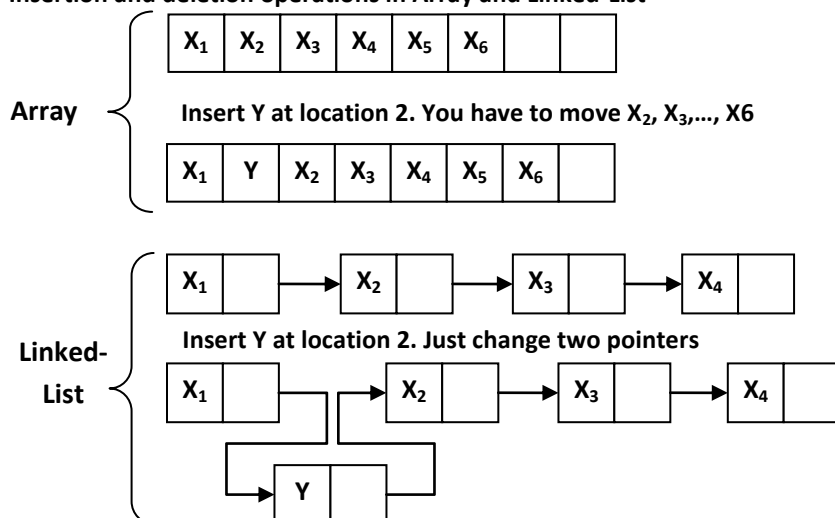 Insertion and deletion operations in Array and Linked-List
X₁ X₂ X₃ X₄ X₅ X₆
Array
Insert Y at location 2. You have to move X₂, X₃,…, X6
X₁ Y X₂ X₃ X₄ X₅ X₆
X₁ X₂ X₃ X₄
Insert Y at location 2. Just change two pointers
Linked-
List
X₁ X₂ X₃ X₄
Y